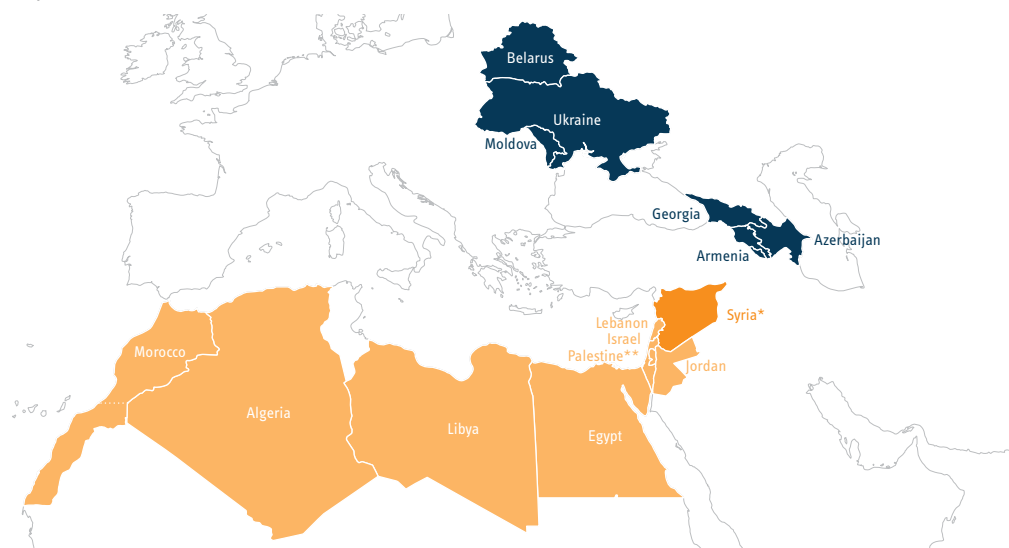 Belarus
Ukraine
Moldova
Georgia
Azerbaijan
Armenia
Syria*
Lebanon
Israel
Palestine**
Jordan
Morocco
Algeria
Libya
Egypt